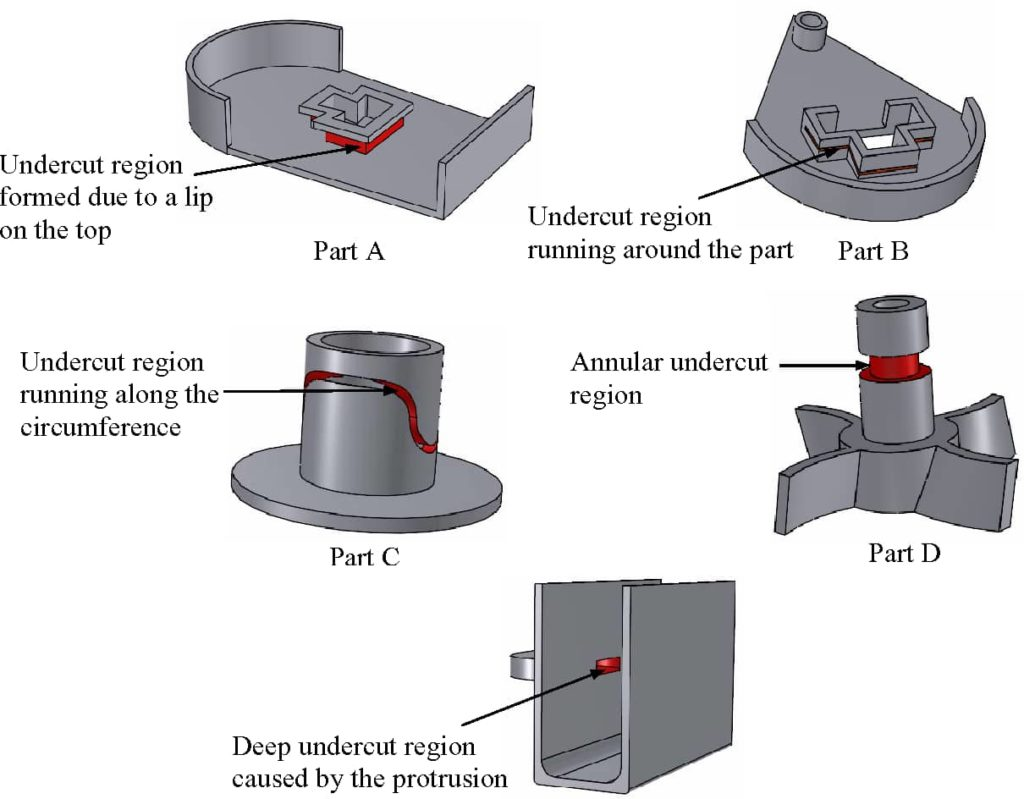 Undercut region
formed due to a lip
on the top
Part A
Undercut region
running around the part
Part B
Undercut region
running along the
circumference
Part C
Annular undercut
region
Part D
Deep undercut region
caused by the protrusion